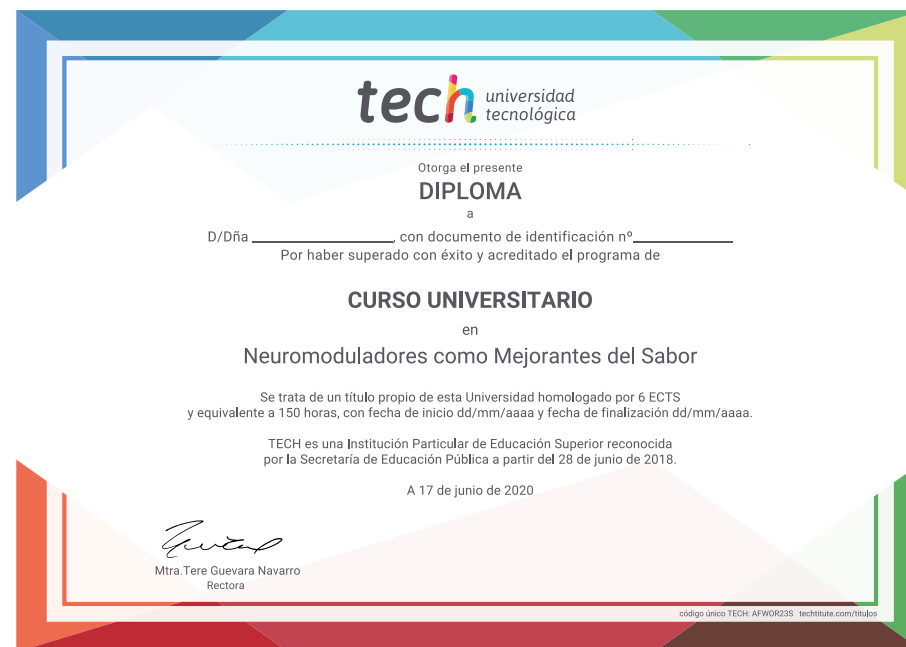 tech universidad
tecnológica
Otorga el presente
DIPLOMA
a
D/Dña ____________, con documento de identificación nº____________
Por haber superado con éxito y acreditado el programa de
CURSO UNIVERSITARIO
en
Neuromoduladores como Mejorantes del Sabor
Se trata de un título propio de esta Universidad homologado por 6 ECTS
y equivalente a 150 horas, con fecha de inicio dd/mm/aaaa y fecha de finalización dd/mm/aaaa.
TECH es una Institución Particular de Educación Superior reconocida
por la Secretaría de Educación Pública a partir del 28 de junio de 2018.
A 17 de junio de 2020
Mtra.Tere Guevara Navarro
Rectora
código único TECH: AFWOR23S techtitute.com/titulos